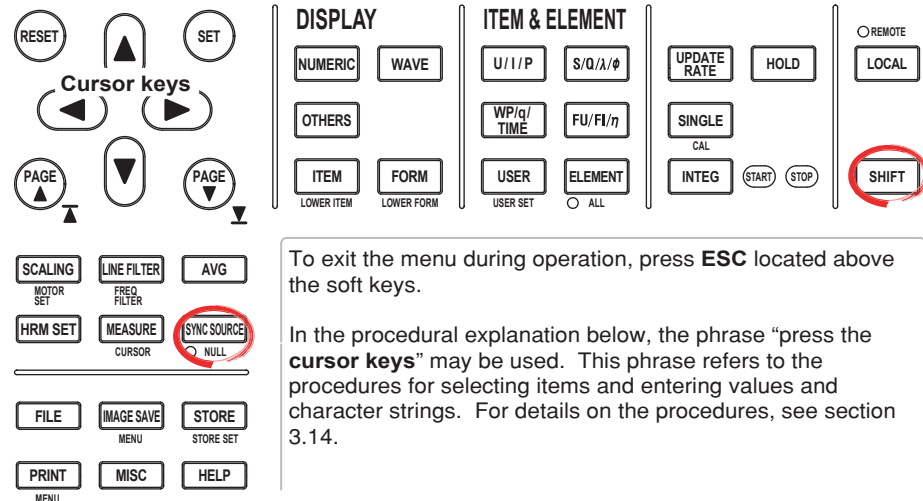 RESET
SET
Cursor keys
PAGE
PAGE
DISPLAY
NUMERIC
WAVE
OTHERS
ITEM
FORM
LOWER ITEM
LOWER FORM
ITEM & ELEMENT
U / I / P
S/Q/λ/ø
WP/q/
TIME
FU/FI/η
USER
ELEMENT
USER SET
ALL
UPDATE
RATE
HOLD
SINGLE
CAL
INTEG
START
STOP
REMOTE
LOCAL
SHIFT
SCALING
LINE FILTER
AVG
MOTOR
SET
FREQ
FILTER
HRM SET
MEASURE
SYNC SOURCE
CURSOR
NULL
FILE
IMAGE SAVE
STORE
MENU
STORE SET
PRINT
MISC
HELP
MENU
To exit the menu during operation, press ESC located above
the soft keys.
In the procedural explanation below, the phrase “press the
cursor keys” may be used. This phrase refers to the
procedures for selecting items and entering values and
character strings. For details on the procedures, see section
3.14.